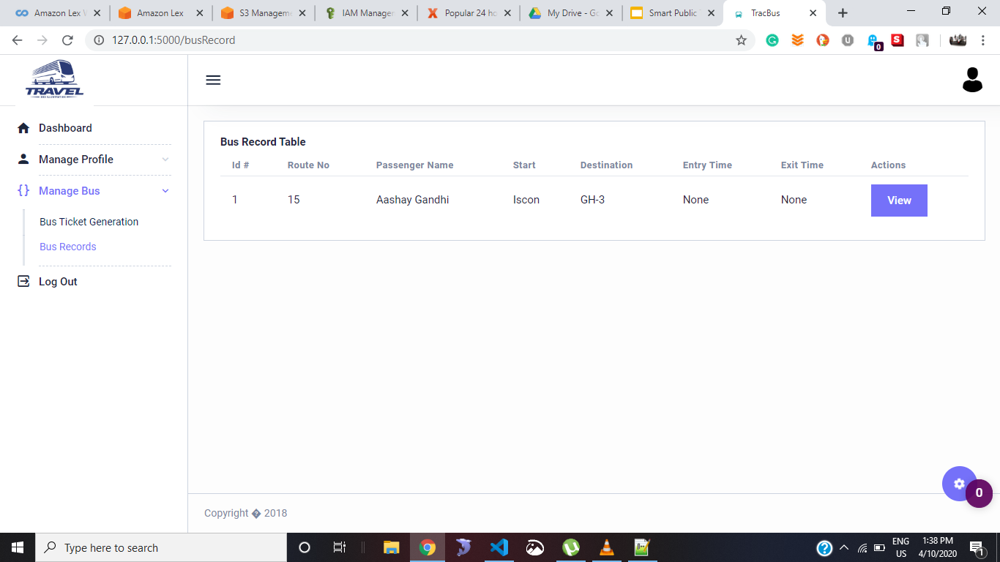 Amazon Lex V
Amazon Lex
S3 Manageme
IAM Manager
Popular 24 ho
My Drive - Go
Smart Public T
TracBus
127.0.0.1:5000/busRecord
U
0
S
TRAVEL
BUS ILLUSTRATION
Dashboard
Manage Profile
{} Manage Bus
Bus Ticket Generation
Bus Records
Log Out
Bus Record Table
Id # Route No Passenger Name Start Destination Entry Time Exit Time Actions
1 15 Aashay Gandhi Iscon GH-3 None None View
0
Copyright � 2018
Type here to search
ENG
US
1:38 PM
4/10/2020
1